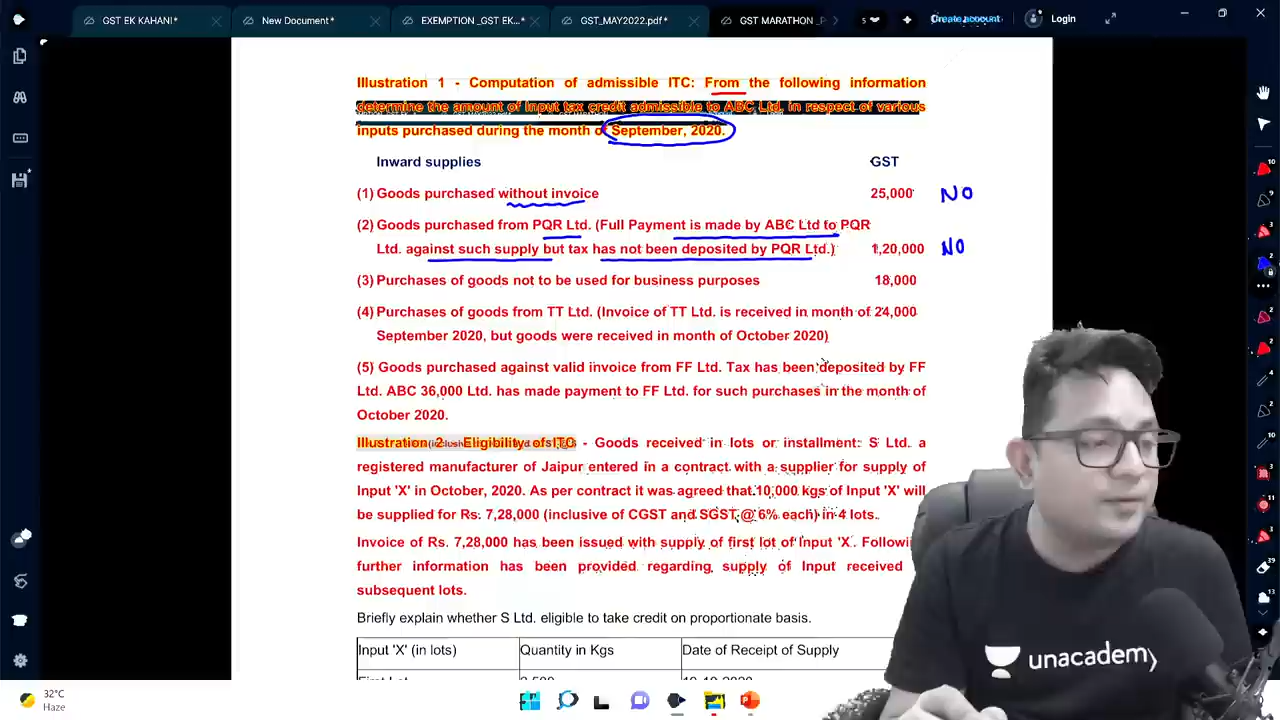 GST EK KAHANI*
New Document*
EXEMPTION _GST EK...*
GST_MAY2022.pdf*
GST MARATHON _P
5
Create account
Login
Illustration 1 - Computation of admissible ITC: From the following information
determine the amount of input tax credit admissible to ABC Ltd. in respect of various
inputs purchased during the month of September, 2020.
Inward supplies GST
(1) Goods purchased without invoice 25,000 NO
(2) Goods purchased from PQR Ltd. (Full Payment is made by ABC Ltd to PQR
Ltd. against such supply but tax has not been deposited by PQR Ltd.) 1,20,000 NO
(3) Purchases of goods not to be used for business purposes 18,000
(4) Purchases of goods from TT Ltd. (Invoice of TT Ltd. is received in month of 24,000
September 2020, but goods were received in month of October 2020)
(5) Goods purchased against valid invoice from FF Ltd. Tax has been deposited by FF
Ltd. ABC 36,000 Ltd. has made payment to FF Ltd. for such purchases in the month of
October 2020.
Illustration 2 - Eligibility of ITC - Goods received in lots or installment: S Ltd. a
registered manufacturer of Jaipur entered in a contract with a supplier for supply of
Input 'X' in October, 2020. As per contract it was agreed that 10,000 kgs of Input 'X' will
be supplied for Rs. 7,28,000 (inclusive of CGST and SGST @ 6% each) in 4 lots.
Invoice of Rs. 7,28,000 has been issued with supply of first lot of Input 'X'. Followin
further information has been provided regarding supply of Input received
subsequent lots.
Briefly explain whether S Ltd. eligible to take credit on proportionate basis.
Input 'X' (in lots) Quantity in Kgs Date of Receipt of Supply
First Lot 2,500 10-10-2020
unacademy
32°C
Haze